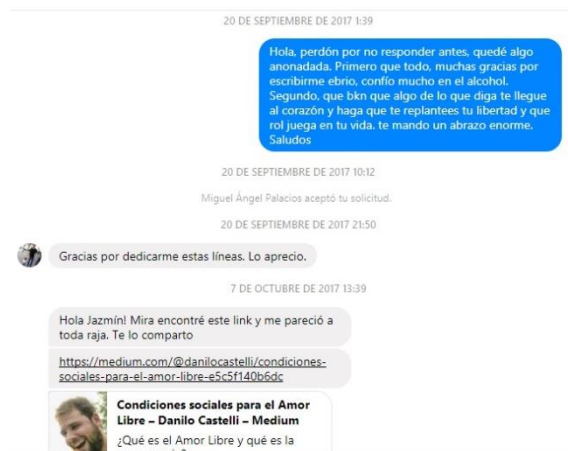 20 DE SEPTIEMBRE DE 2017 1:39
Hola, perdón por no responder antes, quedé algo
anonadada. Primero que todo, muchas gracias por
escribirme ebrio, confío mucho en el alcohol.
Segundo, que bkn que algo de lo que diga te llegue
al corazón y haga que te replantees tu libertad y que
rol juega en tu vida. te mando un abrazo enorme.
Saludos
20 DE SEPTIEMBRE DE 2017 10:12
Miguel Ángel Palacios aceptó tu solicitud.
20 DE SEPTIEMBRE DE 2017 21:50
Gracias por dedicarme estas líneas. Lo aprecio.
7 DE OCTUBRE DE 2017 13:39
Hola Jazmín! Mira encontré este link y me pareció a
toda raja. Te lo comparto
https://medium.com/@danilocastelli/condiciones-
sociales-para-el-amor-libre-e5c5f140b6dc
Condiciones sociales para el Amor
Libre – Danilo Castelli – Medium
¿Qué es el Amor Libre y qué es la